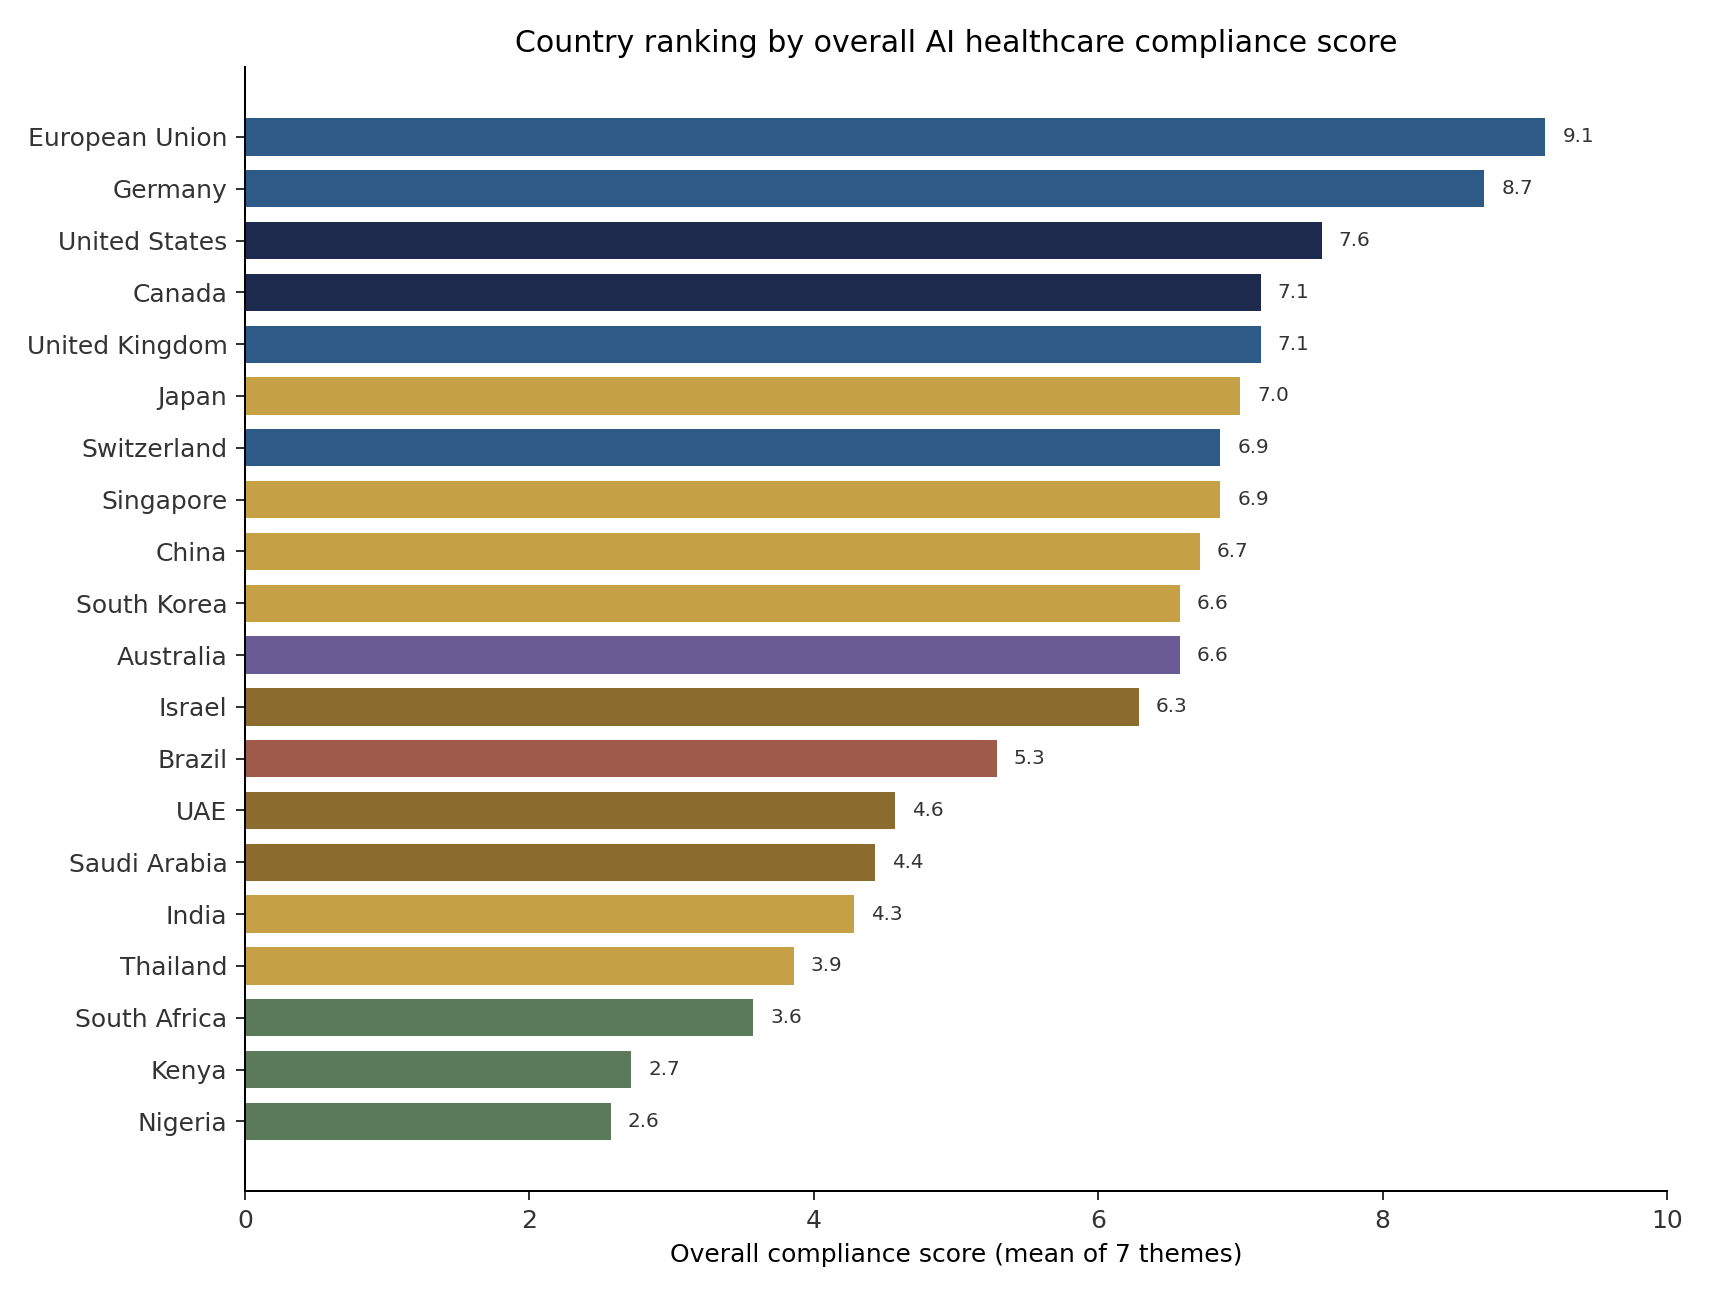 Country ranking by overall AI healthcare compliance score
European Union 9.1
Germany 8.7
United States 7.6
Canada 7.1
United Kingdom 7.1
Japan 7.0
Switzerland 6.9
Singapore 6.9
China 6.7
South Korea 6.6
Australia 6.6
Israel 6.3
Brazil 5.3
UAE 4.6
Saudi Arabia 4.4
India 4.3
Thailand 3.9
South Africa 3.6
Kenya 2.7
Nigeria 2.6
0 2 4 6 8 10
Overall compliance score (mean of 7 themes)